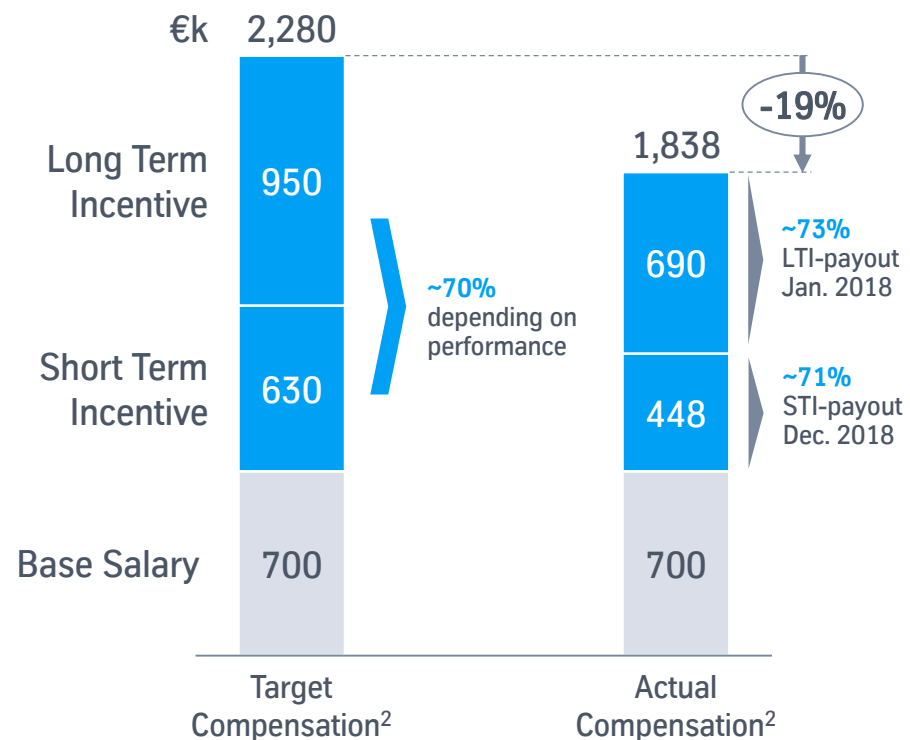 €k 2,280
-19%
1,838
Long Term
Incentive
950
690
~73%
LTI-payout
Jan. 2018
~70%
depending on
performance
Short Term
Incentive
630
448
~71%
STI-payout
Dec. 2018
Base Salary
700
700
Target
Compensation²
Actual
Compensation²